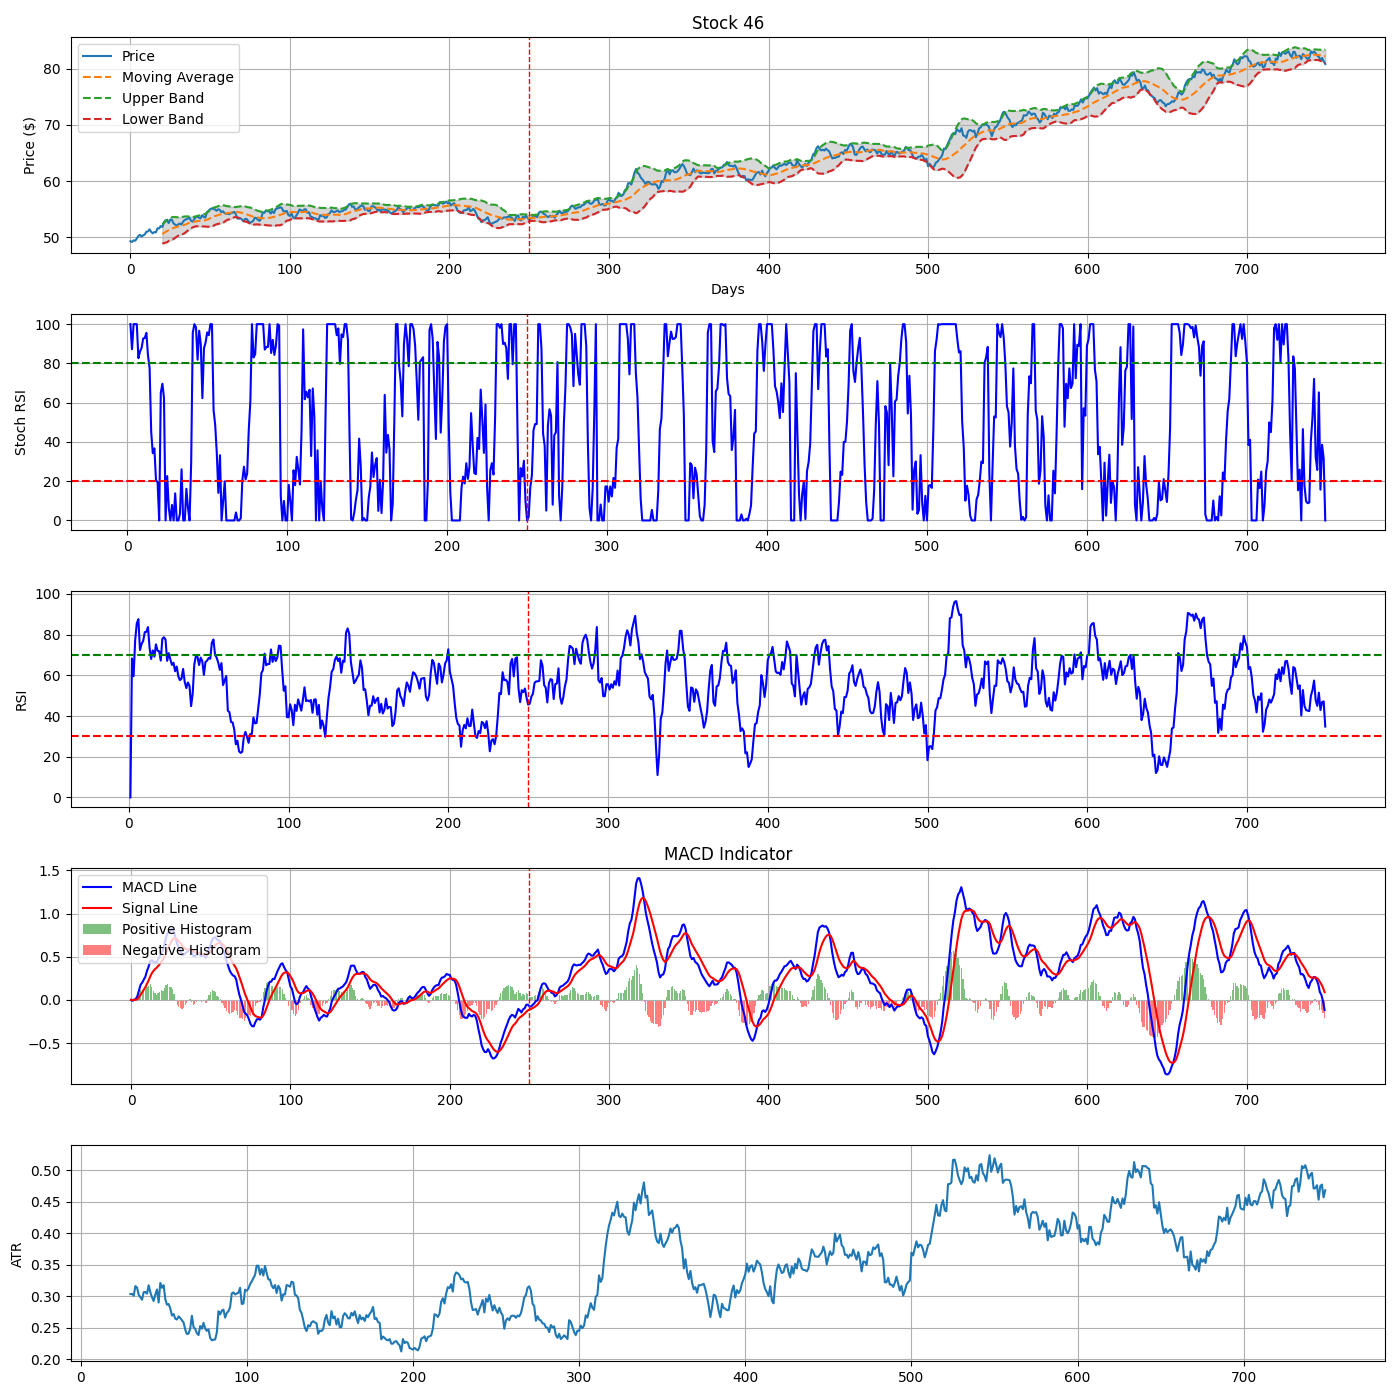 Stock 46
Price ($)
80
70
60
50
Price
Moving Average
Upper Band
Lower Band
0 100 200 300 400 500 600 700
Days
Stoch RSI
100
80
60
40
20
0
0 100 200 300 400 500 600 700
RSI
100
80
60
40
20
0
0 100 200 300 400 500 600 700
MACD Indicator
1.5
1.0
0.5
0.0
−0.5
MACD Line
Signal Line
Positive Histogram
Negative Histogram
0 100 200 300 400 500 600 700
ATR
0.50
0.45
0.40
0.35
0.30
0.25
0.20
0 100 200 300 400 500 600 700